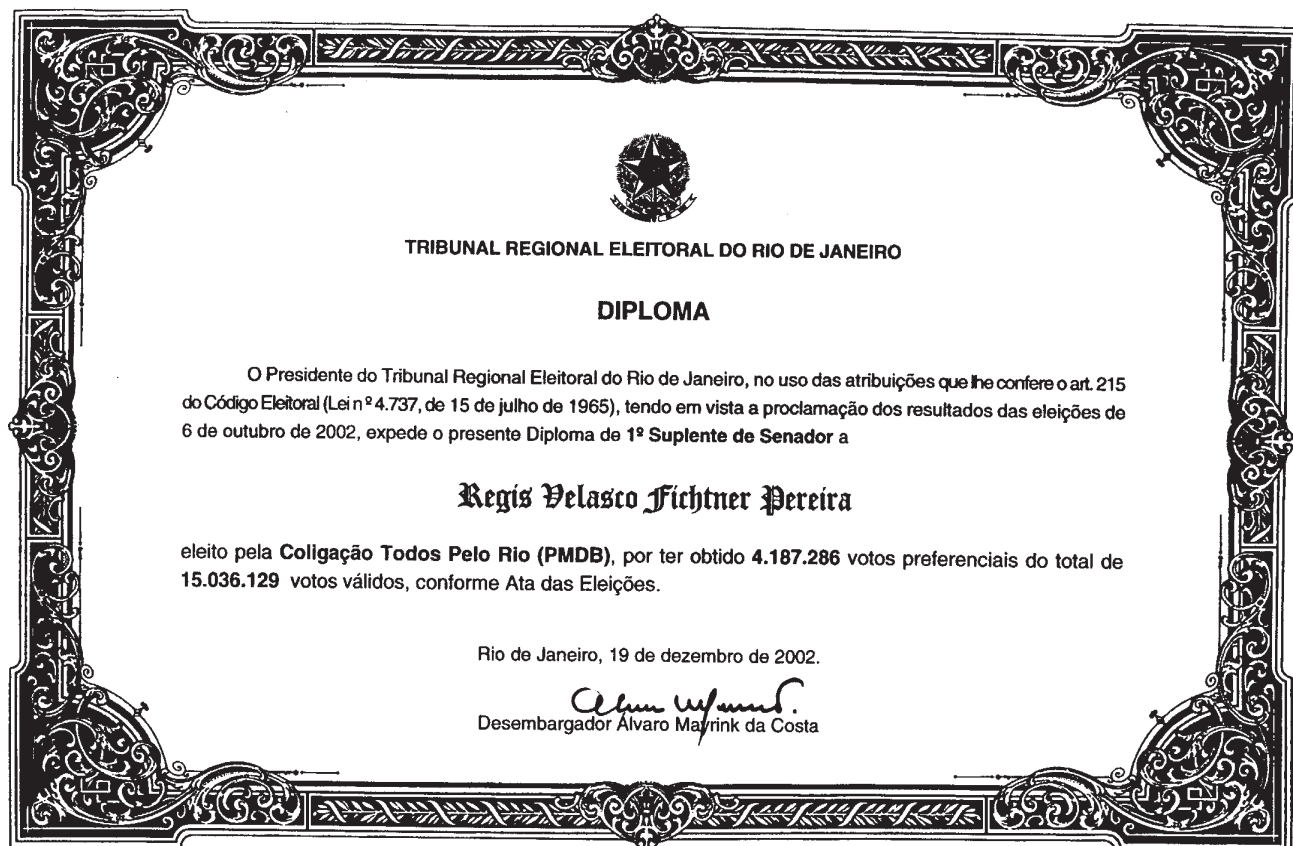 TRIBUNAL REGIONAL ELEITORAL DO RIO DE JANEIRO
DIPLOMA
O Presidente do Tribunal Regional Eleitoral do Rio de Janeiro, no uso das atribuições que lhe confere o art. 215
do Código Eleitoral (Lei nº 4.737, de 15 de julho de 1965), tendo em vista a proclamação dos resultados das eleições de
6 de outubro de 2002, expede o presente Diploma de 1º Suplente de Senador a
Regis Velasco Fichtner Pereira
eleito pela Coligação Todos Pelo Rio (PMDB), por ter obtido 4.187.286 votos preferenciais do total de
15.036.129 votos válidos, conforme Ata das Eleições.
Rio de Janeiro, 19 de dezembro de 2002.
Desembargador Álvaro Mayrink da Costa